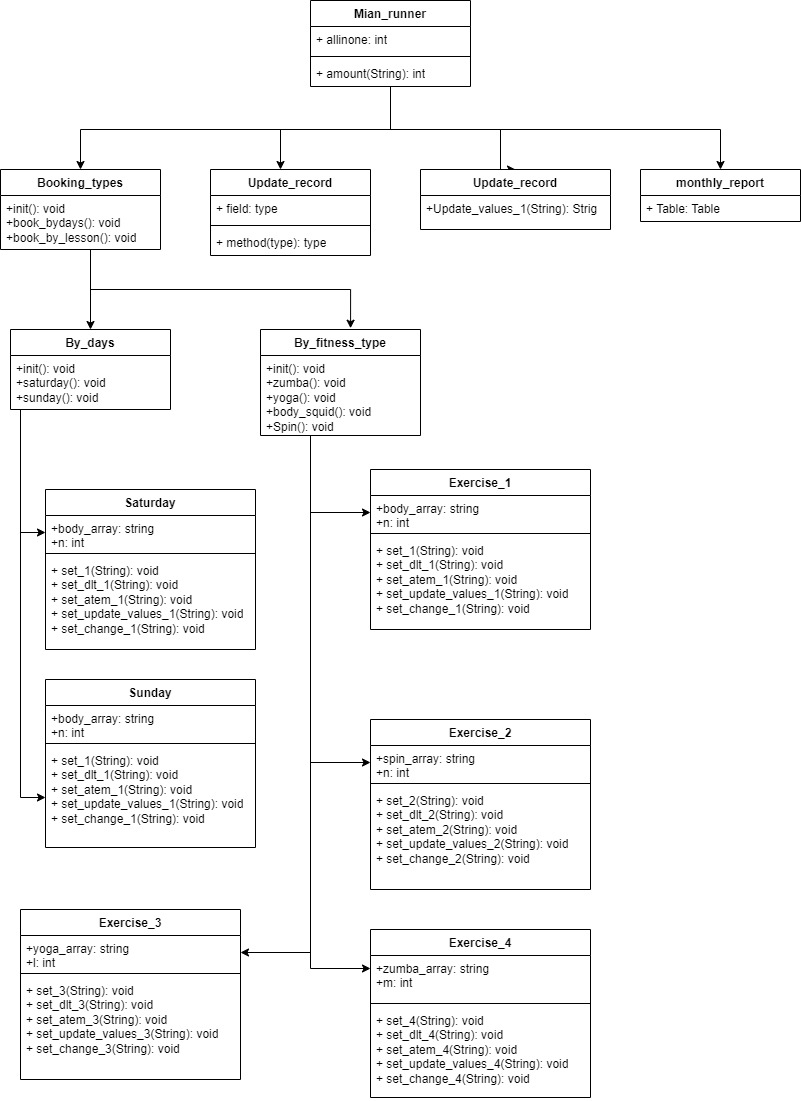 Mian_runner
+ allinone: int
+ amount(String): int
Booking_types
+init(): void
+book_bydays(): void
+book_by_lesson(): void
Update_record
+ field: type
+ method(type): type
Update_record
+Update_values_1(String): Strig
monthly_report
+ Table: Table
By_days
+init(): void
+saturday(): void
+sunday(): void
By_fitness_type
+init(): void
+zumba(): void
+yoga(): void
+body_squid(): void
+Spin(): void
Saturday
+body_array: string
+n: int
+ set_1(String): void
+ set_dlt_1(String): void
+ set_atem_1(String): void
+ set_update_values_1(String): void
+ set_change_1(String): void
Exercise_1
+body_array: string
+n: int
+ set_1(String): void
+ set_dlt_1(String): void
+ set_atem_1(String): void
+ set_update_values_1(String): void
+ set_change_1(String): void
Sunday
+body_array: string
+n: int
+ set_1(String): void
+ set_dlt_1(String): void
+ set_atem_1(String): void
+ set_update_values_1(String): void
+ set_change_1(String): void
Exercise_2
+spin_array: string
+n: int
+ set_2(String): void
+ set_dlt_2(String): void
+ set_atem_2(String): void
+ set_update_values_2(String): void
+ set_change_2(String): void
Exercise_3
+yoga_array: string
+l: int
+ set_3(String): void
+ set_dlt_3(String): void
+ set_atem_3(String): void
+ set_update_values_3(String): void
+ set_change_3(String): void
Exercise_4
+zumba_array: string
+m: int
+ set_4(String): void
+ set_dlt_4(String): void
+ set_atem_4(String): void
+ set_update_values_4(String): void
+ set_change_4(String): void